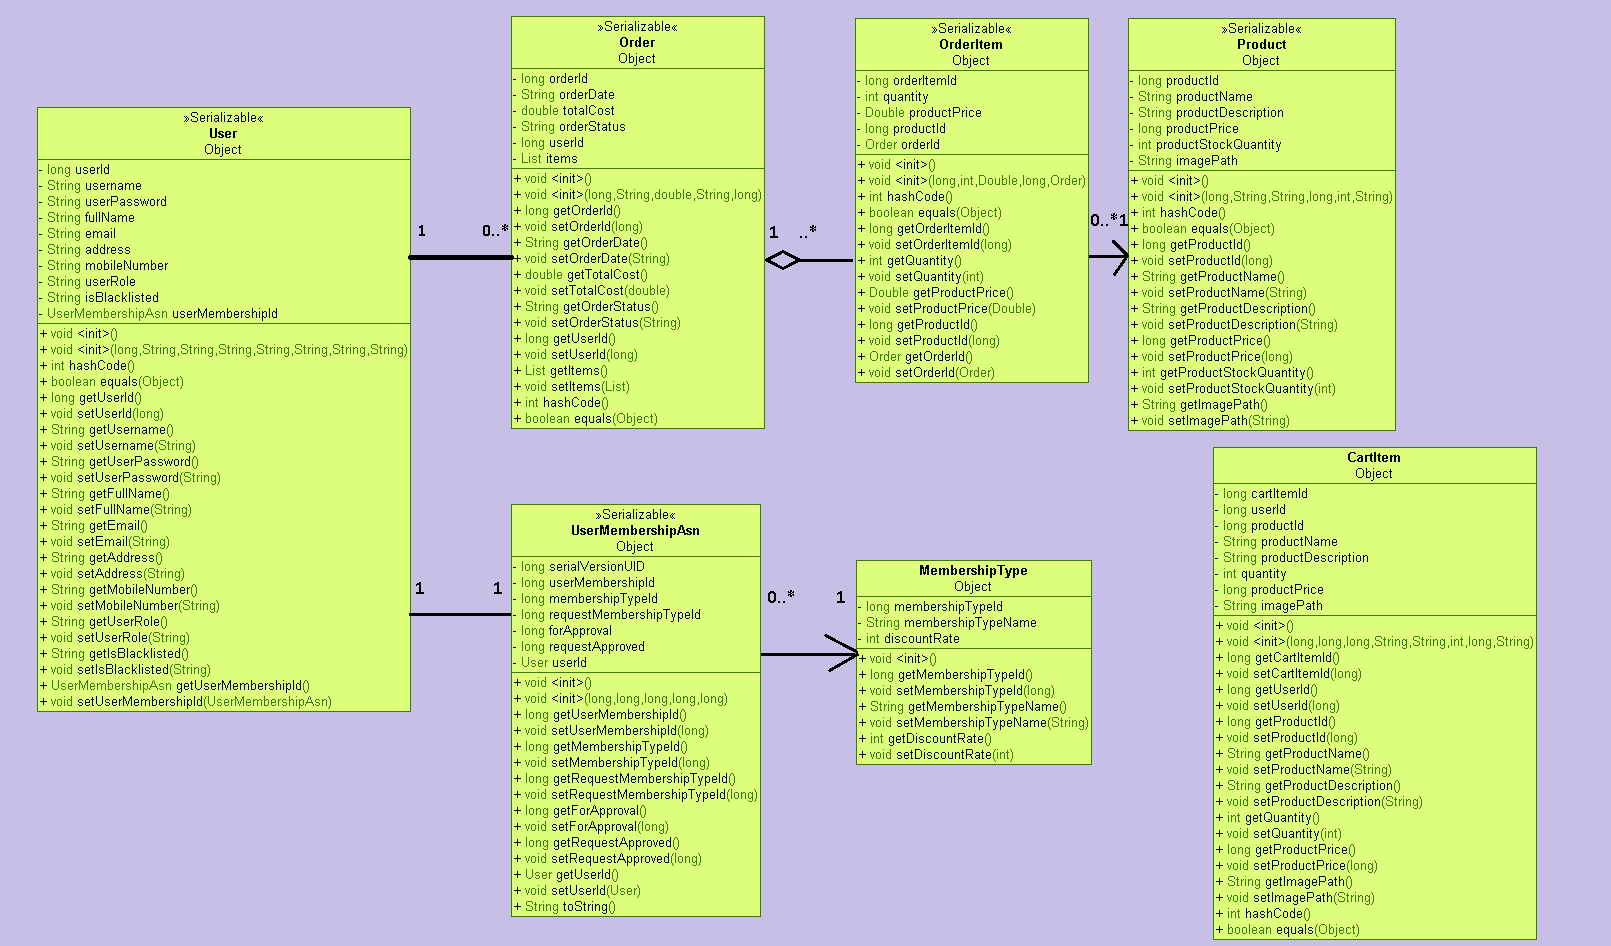 »Serializable«
User
Object
- long userId
- String username
- String userPassword
- String fullName
- String email
- String address
- String mobileNumber
- String userRole
- String isBlacklisted
- UserMembershipAsn userMembershipId
+ void <init>()
+ void <init>(long,String,String,String,String,String,String,String)
+ int hashCode()
+ boolean equals(Object)
+ long getUserId()
+ void setUserId(long)
+ String getUsername()
+ void setUsername(String)
+ String getUserPassword()
+ void setUserPassword(String)
+ String getFullName()
+ void setFullName(String)
+ String getEmail()
+ void setEmail(String)
+ String getAddress()
+ void setAddress(String)
+ String getMobileNumber()
+ void setMobileNumber(String)
+ String getUserRole()
+ void setUserRole(String)
+ String getIsBlacklisted()
+ void setIsBlacklisted(String)
+ UserMembershipAsn getUserMembershipId()
+ void setUserMembershipId(UserMembershipAsn)
1 0..*
»Serializable«
Order
Object
- long orderId
- String orderDate
- double totalCost
- String orderStatus
- long userId
- List items
+ void <init>()
+ void <init>(long,String,double,String,long)
+ long getOrderId()
+ void setOrderId(long)
+ String getOrderDate()
+ void setOrderDate(String)
+ double getTotalCost()
+ void setTotalCost(double)
+ String getOrderStatus()
+ void setOrderStatus(String)
+ long getUserId()
+ void setUserId(long)
+ List getItems()
+ void setItems(List)
+ int hashCode()
+ boolean equals(Object)
1 ..*
»Serializable«
OrderItem
Object
- long orderItemId
- int quantity
- Double productPrice
- long productId
- Order orderId
+ void <init>()
+ void <init>(long,int,Double,long,Order)
+ int hashCode()
+ boolean equals(Object)
+ long getOrderItemId()
+ void setOrderItemId(long)
+ int getQuantity()
+ void setQuantity(int)
+ Double getProductPrice()
+ void setProductPrice(Double)
+ long getProductId()
+ void setProductId(long)
+ Order getOrderId()
+ void setOrderId(Order)
0..*1
»Serializable«
Product
Object
- long productId
- String productName
- String productDescription
- long productPrice
- int productStockQuantity
- String imagePath
+ void <init>()
+ void <init>(long,String,String,long,int,String)
+ int hashCode()
+ boolean equals(Object)
+ long getProductId()
+ void setProductId(long)
+ String getProductName()
+ void setProductName(String)
+ String getProductDescription()
+ void setProductDescription(String)
+ long getProductPrice()
+ void setProductPrice(long)
+ int getProductStockQuantity()
+ void setProductStockQuantity(int)
+ String getImagePath()
+ void setImagePath(String)
1 1
»Serializable«
UserMembershipAsn
Object
- long serialVersionUID
- long userMembershipId
- long membershipTypeId
- long requestMembershipTypeId
- long forApproval
- long requestApproved
- User userId
+ void <init>()
+ void <init>(long,long,long,long,long)
+ long getUserMembershipId()
+ void setUserMembershipId(long)
+ long getMembershipTypeId()
+ void setMembershipTypeId(long)
+ long getRequestMembershipTypeId()
+ void setRequestMembershipTypeId(long)
+ long getForApproval()
+ void setForApproval(long)
+ long getRequestApproved()
+ void setRequestApproved(long)
+ User getUserId()
+ void setUserId(User)
+ String toString()
0..* 1
MembershipType
Object
- long membershipTypeId
- String membershipTypeName
- int discountRate
+ void <init>()
+ long getMembershipTypeId()
+ void setMembershipTypeId(long)
+ String getMembershipTypeName()
+ void setMembershipTypeName(String)
+ int getDiscountRate()
+ void setDiscountRate(int)
CartItem
Object
- long cartItemId
- long userId
- long productId
- String productName
- String productDescription
- int quantity
- long productPrice
- String imagePath
+ void <init>()
+ void <init>(long,long,long,String,String,int,long,String)
+ long getCartItemId()
+ void setCartItemId(long)
+ long getUserId()
+ void setUserId(long)
+ long getProductId()
+ void setProductId(long)
+ String getProductName()
+ void setProductName(String)
+ String getProductDescription()
+ void setProductDescription(String)
+ int getQuantity()
+ void setQuantity(int)
+ long getProductPrice()
+ void setProductPrice(long)
+ String getImagePath()
+ void setImagePath(String)
+ int hashCode()
+ boolean equals(Object)